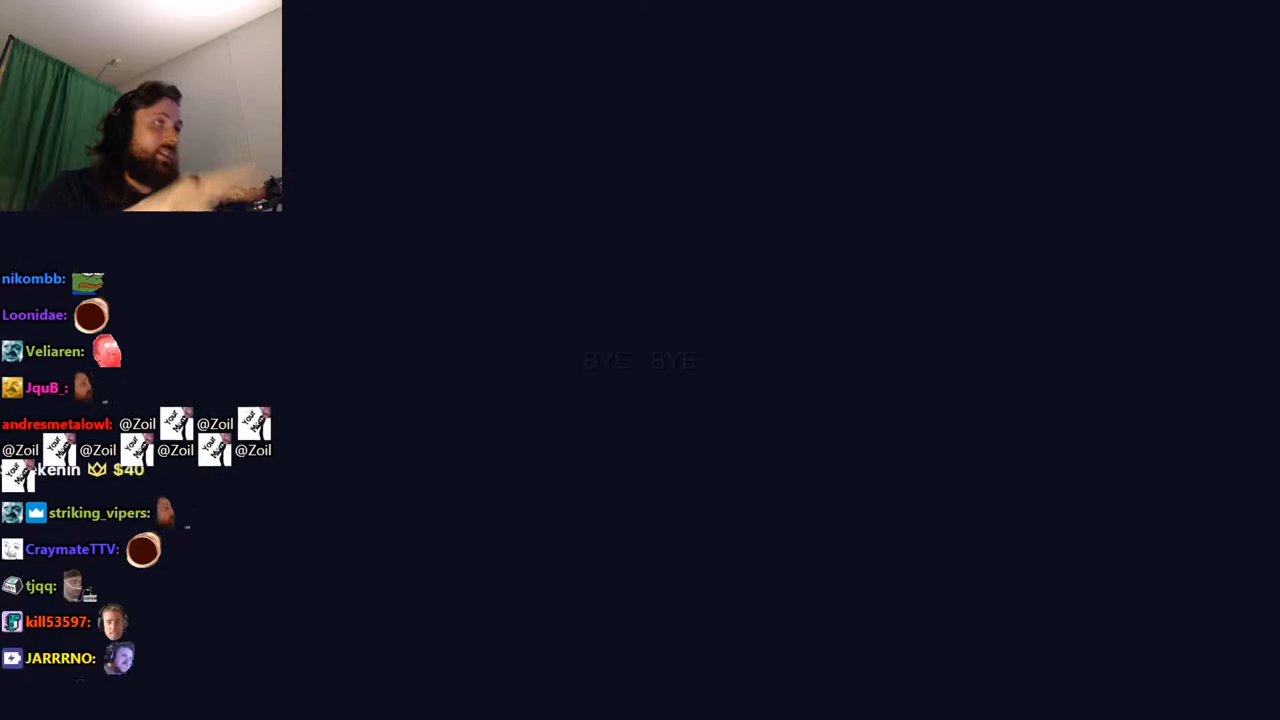 nikombb:
Loonidae:
Veliaren:
JquB_:
andresmetalowl: @Zoil @Zoil
@Zoil @Zoil @Zoil @Zoil
$40
striking_vipers:
CraymateTTV:
tjqq:
kill53597:
JARRRNO:
BYE BYE